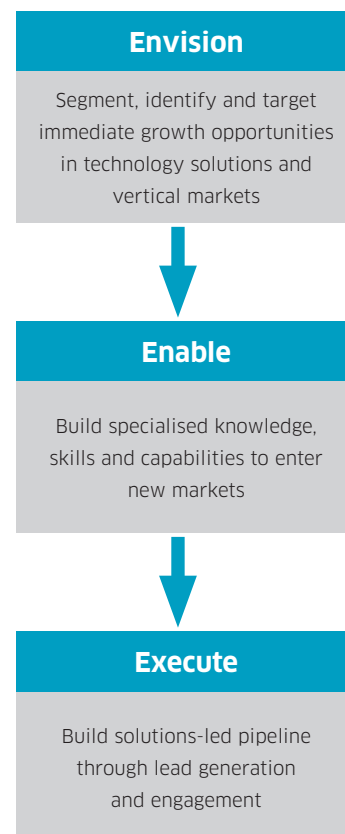 Envision
Segment, identify and target
immediate growth opportunities
in technology solutions and
vertical markets
Enable
Build specialised knowledge,
skills and capabilities to enter
new markets
Execute
Build solutions-led pipeline
through lead generation
and engagement